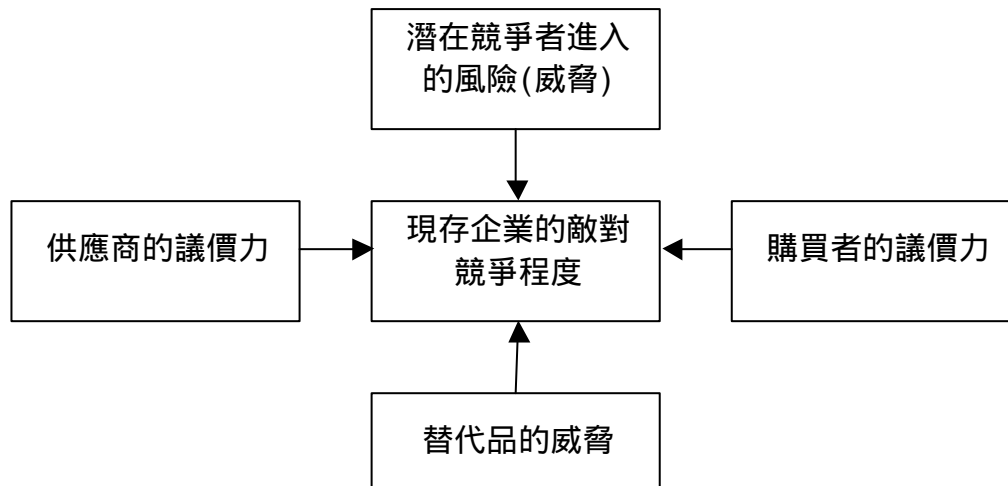 潛在競爭者進入
的風險(威脅)
供應商的議價力
現存企業的敵對
競爭程度
購買者的議價力
替代品的威脅